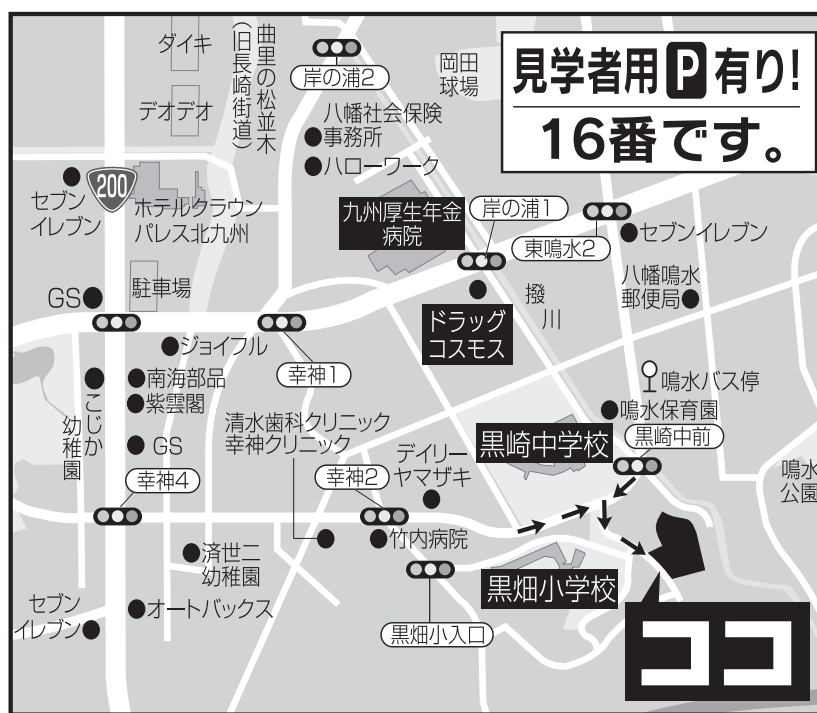 見学者用P有り!
16番です。
ダイキ
デオデオ
曲里の松並木
(旧長崎街道)
岸の浦2
岡田
球場
八幡社会保険
事務所
ハローワーク
セブン
イレブン
200
ホテルクラウン
パレス北九州
九州厚生年金
病院
岸の浦1
東鳴水2
セブンイレブン
GS
駐車場
ドラッグ
コスモス
撥
川
八幡鳴水
郵便局
ジョイフル
幸神1
南海部品
紫雲閣
こじか
幼稚園
GS
清水歯科クリニック
幸神クリニック
デイリー
ヤマザキ
黒崎中学校
鳴水バス停
鳴水保育園
黒崎中前
鳴水
公園
幸神4
幸神2
竹内病院
済世二
幼稚園
黒畑小学校
セブン
イレブン
オートバックス
黒畑小入口
ココ